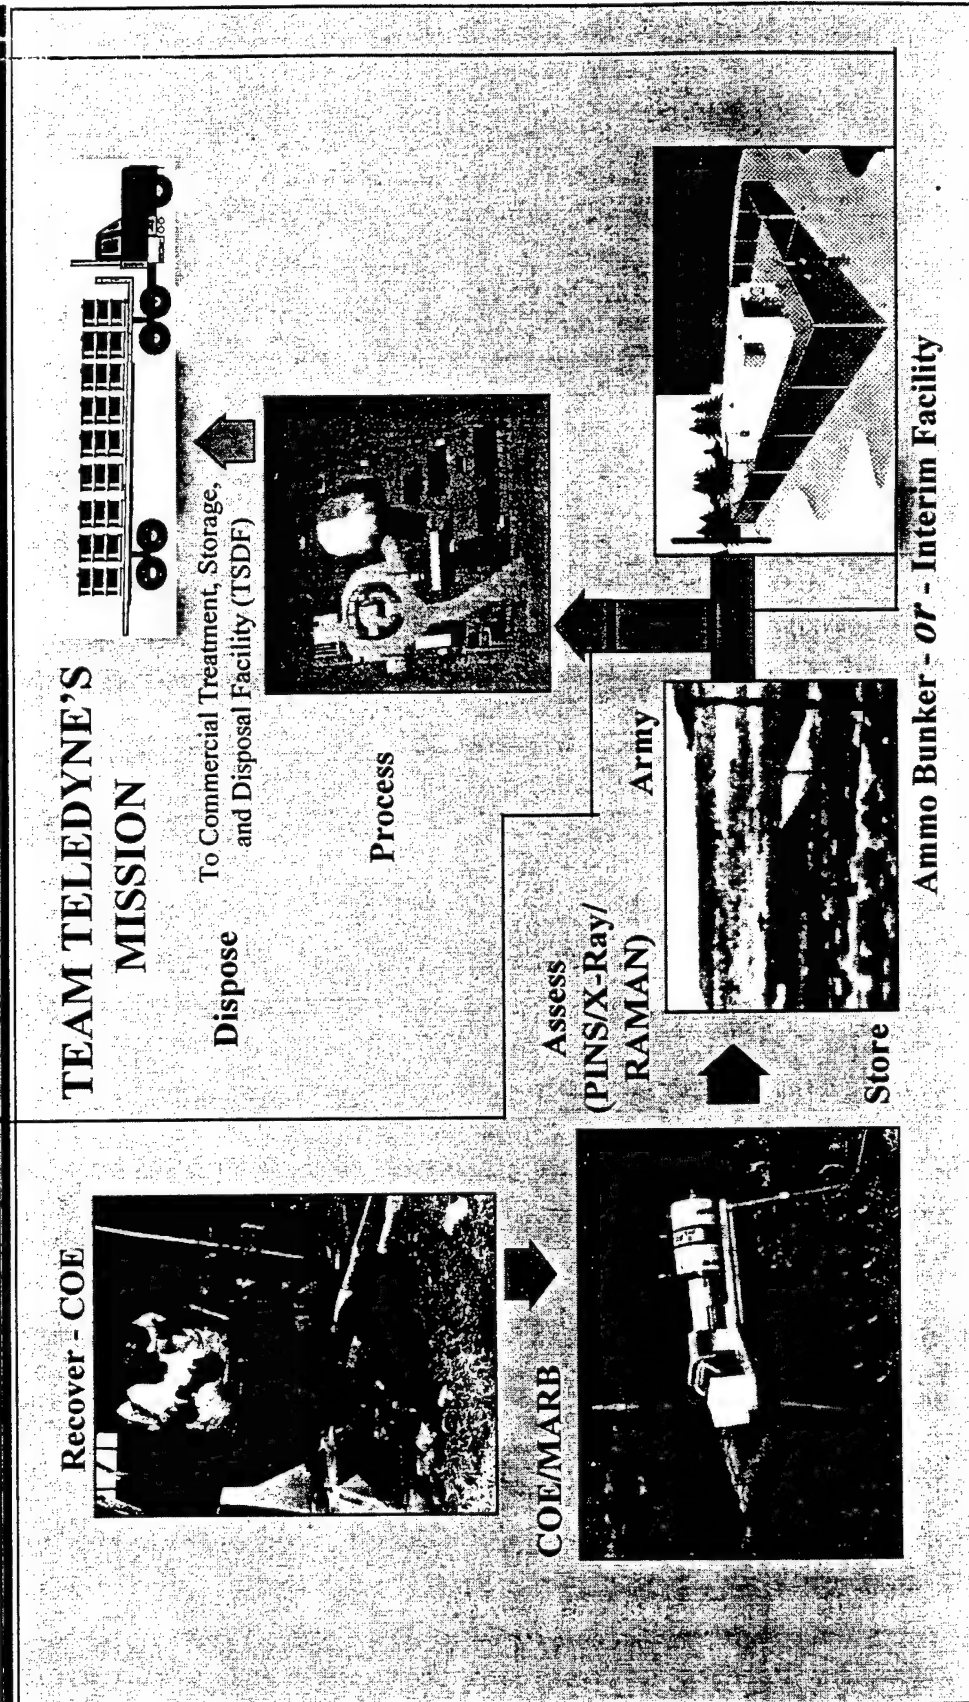 TEAM TELEDYNE'S
MISSION
Recover - COE
Dispose
To Commercial Treatment, Storage,
and Disposal Facility (TSDF)
Process
COE/MARB
Assess
(PINS/X-Ray/
RAMAN)
Army
Store
Ammo Bunker - or - Interim Facility